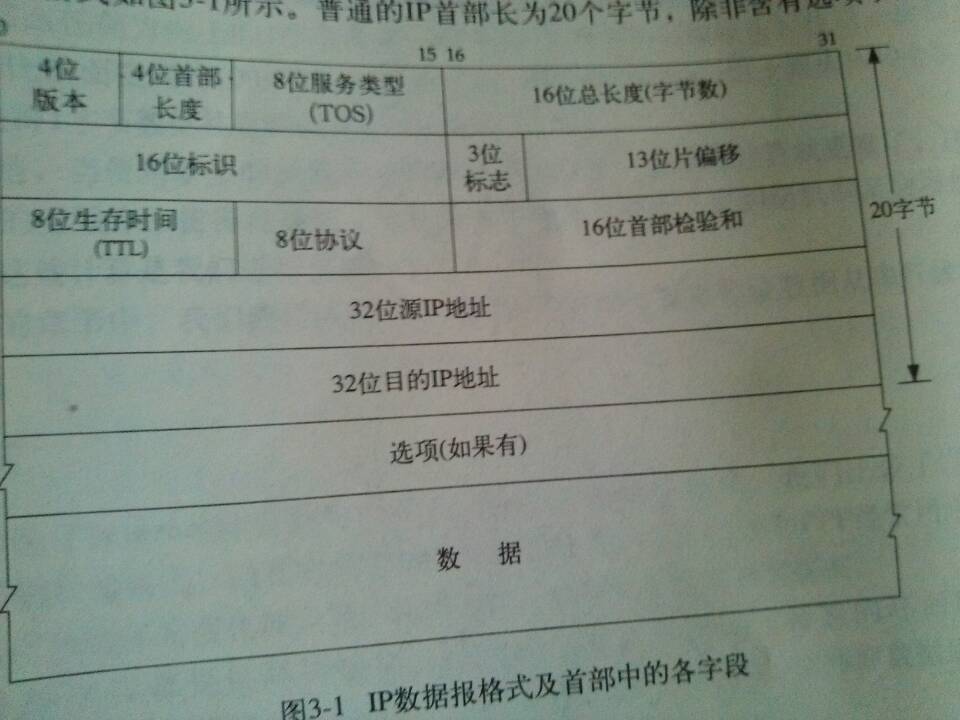 式如图3-1所示。普通的IP首部长为20个字节，除非含有选项
0 15 16 31
4位 4位首部 8位服务类型 16位总长度(字节数)
版本 长度 (TOS)
16位标识 3位 13位片偏移
标志
8位生存时间 8位协议 16位首部检验和
(TTL)
20字节
32位源IP地址
32位目的IP地址
选项(如果有)
数 据
图3-1 IP数据报格式及首部中的各字段